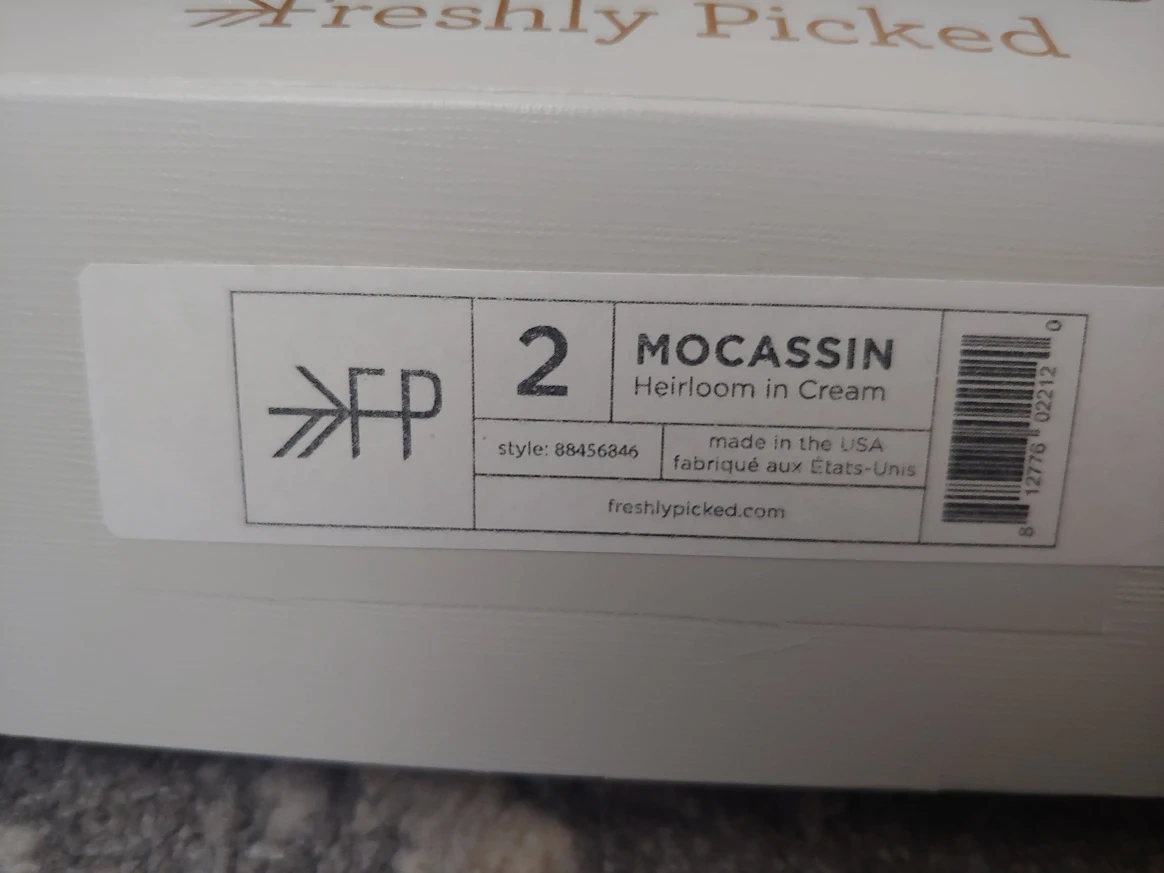 Freshly Picked
FP
2
MOCASSIN
Heirloom in Cream
style: 88456846
made in the USA
fabriqué aux États-Unis
freshlypicked.com
8 12776 02212 0